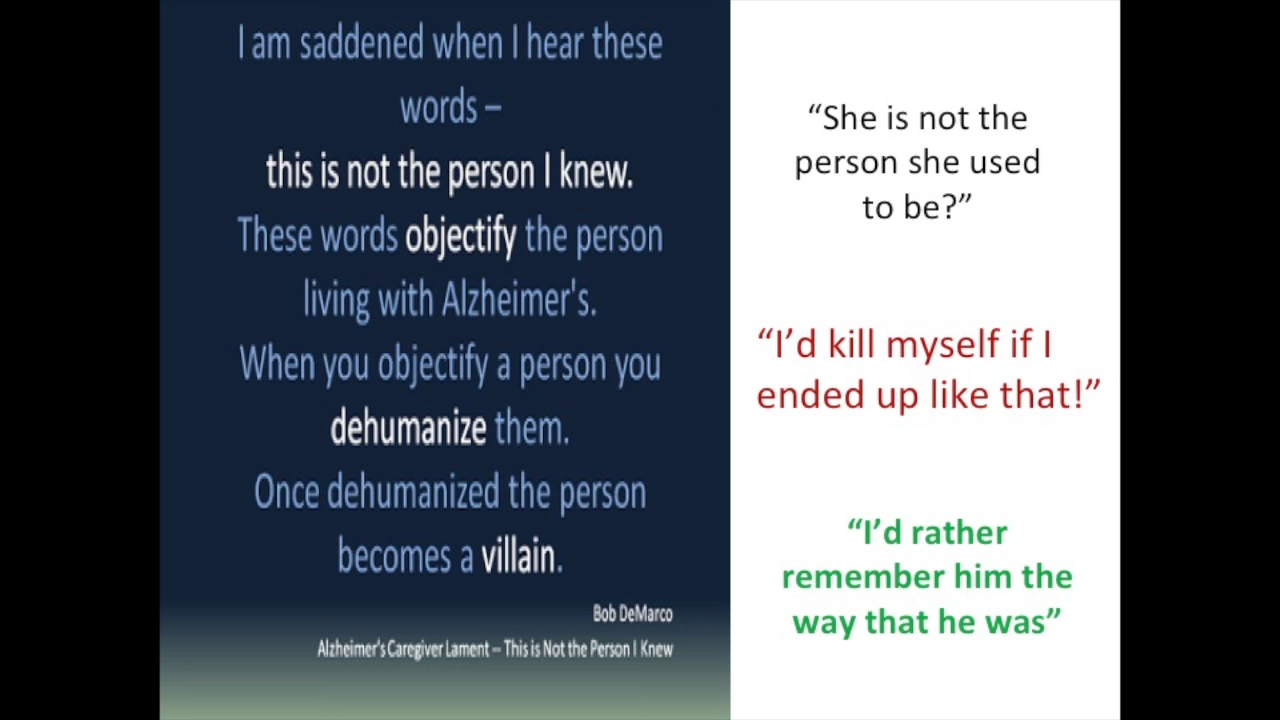 I am saddened when I hear these
words –
this is not the person I knew.
These words objectify the person
living with Alzheimer's.
When you objectify a person you
dehumanize them.
Once dehumanized the person
becomes a villain.
Bob DeMarco
Alzheimer's Caregiver Lament -- This is Not the Person I Knew
“She is not the
person she used
to be?”
“I’d kill myself if I
ended up like that!”
“I’d rather
remember him the
way that he was”